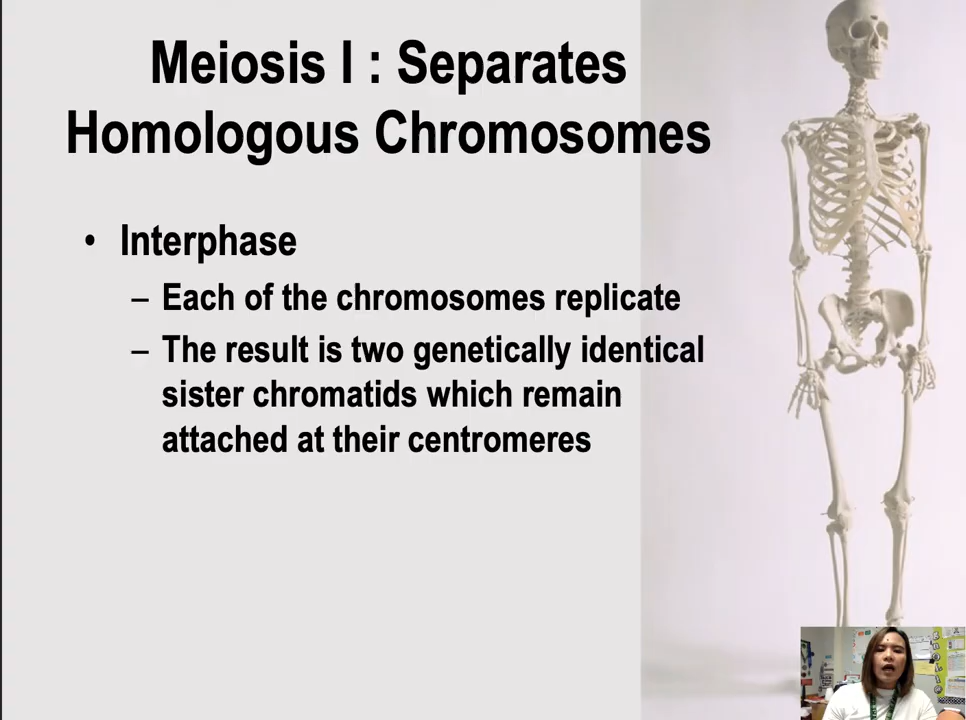 Meiosis I : Separates
Homologous Chromosomes
• Interphase
– Each of the chromosomes replicate
– The result is two genetically identical
sister chromatids which remain
attached at their centromeres